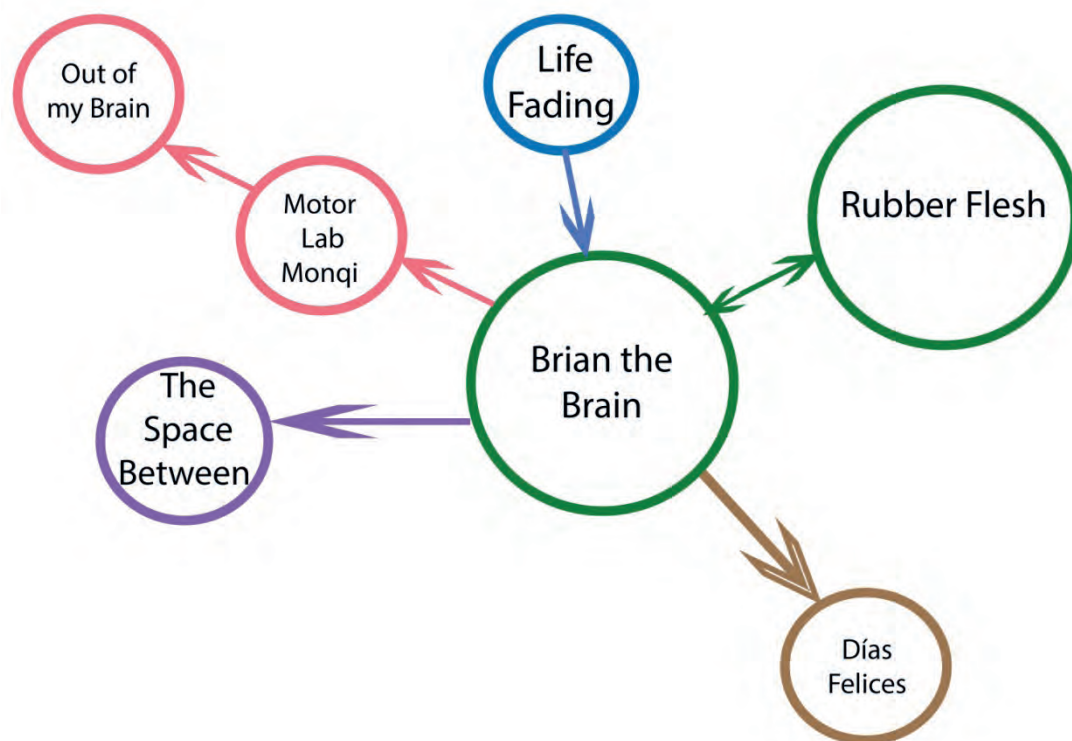 Out of
my Brain
Life
Fading
Rubber Flesh
Motor
Lab
Monqi
Brian the
Brain
The
Space
Between
Días
Felices